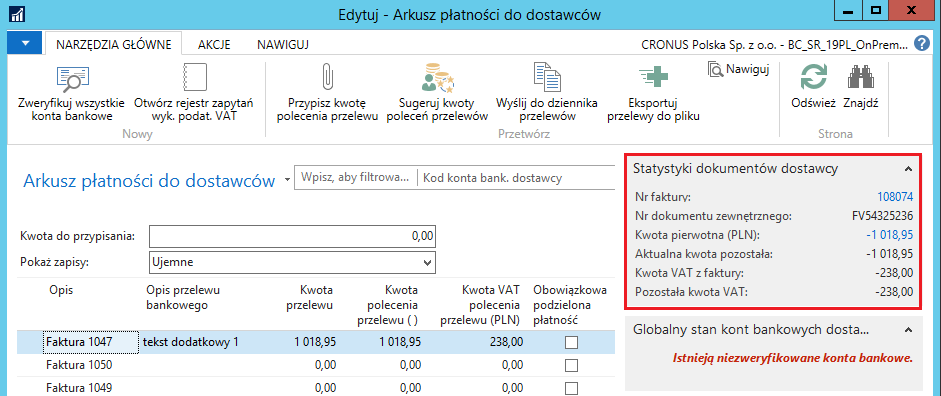 Edytuj - Arkusz płatności do dostawców
NARZĘDZIA GŁÓWNE AKCJE NAWIGUJ CRONUS Polska Sp. z o.o. - BC_SR_19PL_OnPrem...
Zweryfikuj wszystkie konta bankowe
Otwórz rejestr zapytań wyk. podat. VAT
Nowy
Przypisz kwotę polecenia przelewu
Sugeruj kwoty poleceń przelewów
Wyślij do dziennika przelewów
Eksportuj przelewy do pliku
Nawiguj
Przetwórz
Odśwież
Znajdź
Strona
Arkusz płatności do dostawców
Wpisz, aby filtrowa... Kod konta bank. dostawcy
Kwota do przypisania: 0,00
Pokaż zapisy: Ujemne
Opis
Opis przelewu bankowego
Kwota przelewu
Kwota polecenia przelewu ( )
Kwota VAT polecenia przelewu (PLN)
Obowiązkowa podzielona płatność
Faktura 1047 tekst dodatkowy 1 1 018,95 1 018,95 238,00
Faktura 1050 0,00 0,00 0,00
Faktura 1049 0,00 0,00 0,00
Statystyki dokumentów dostawcy
Nr faktury: 108074
Nr dokumentu zewnętrznego: FV54325236
Kwota pierwotna (PLN): -1 018,95
Aktualna kwota pozostała: -1 018,95
Kwota VAT z faktury: -238,00
Pozostała kwota VAT: -238,00
Globalny stan kont bankowych dosta...
Istnieją niezweryfikowane konta bankowe.